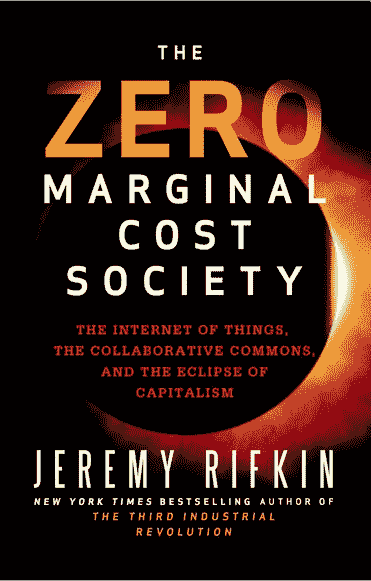 THE
ZERO
MARGINAL
COST
SOCIETY
THE INTERNET OF THINGS,
THE COLLABORATIVE COMMONS,
AND THE ECLIPSE OF
CAPITALISM
JEREMY RIFKIN
NEW YORK TIMES BESTSELLING AUTHOR OF
THE THIRD INDUSTRIAL
REVOLUTION